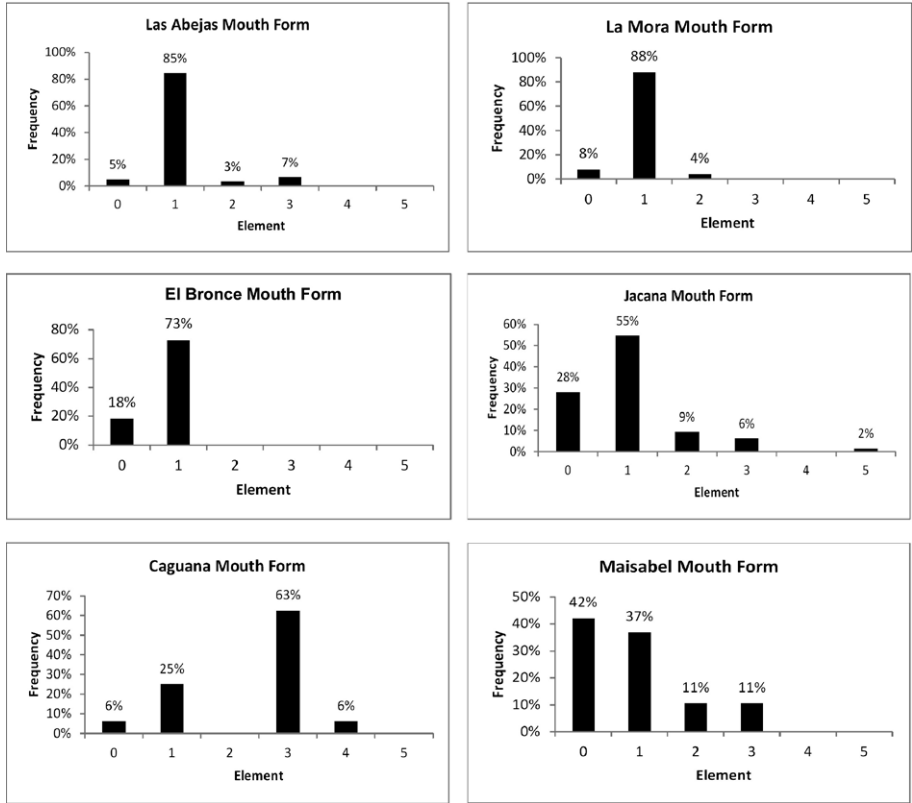 Las Abejas Mouth Form
100%
80%
60%
40%
20%
0%
Frequency
5%
85%
3%
7%
0 1 2 3 4 5
Element
La Mora Mouth Form
100%
80%
60%
40%
20%
0%
Frequency
8%
88%
4%
0 1 2 3 4 5
Element
El Bronce Mouth Form
80%
60%
40%
20%
0%
Frequency
18%
73%
0 1 2 3 4 5
Element
Jacana Mouth Form
60%
50%
40%
30%
20%
10%
0%
Frequency
28%
55%
9%
6%
2%
0 1 2 3 4 5
Element
Caguana Mouth Form
70%
60%
50%
40%
30%
20%
10%
0%
Frequency
6%
25%
63%
6%
0 1 2 3 4 5
Element
Maisabel Mouth Form
50%
40%
30%
20%
10%
0%
Frequency
42%
37%
11%
11%
0 1 2 3 4 5
Element